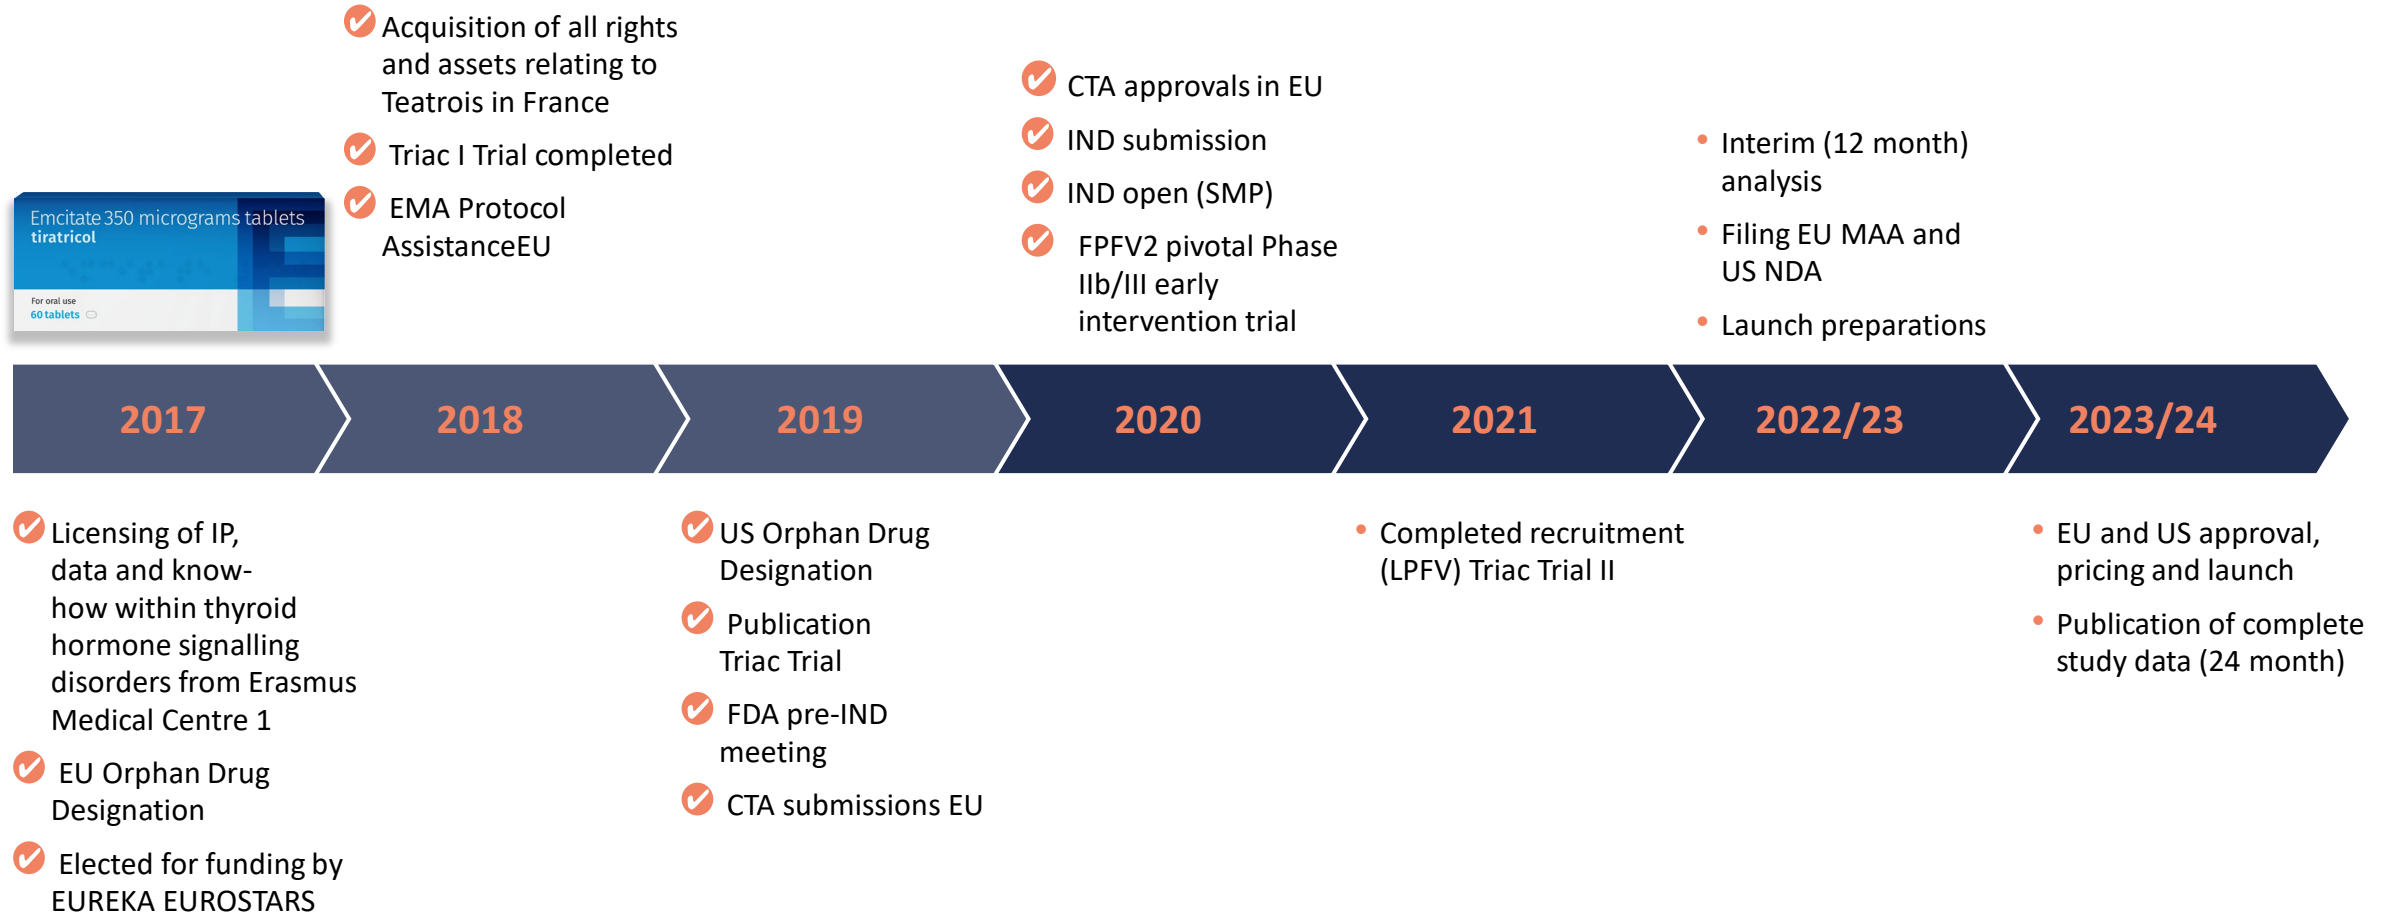 Acquisition of all rights
and assets relating to
Teatrois in France
Triac I Trial completed
EMA Protocol
AssistanceEU
CTA approvals in EU
IND submission
IND open (SMP)
FPFV2 pivotal Phase
IIb/III early
intervention trial
Interim (12 month)
analysis
Filing EU MAA and
US NDA
Launch preparations
Emcitate 350 micrograms tablets
tiratricol
For oral use
60 tablets
2017
2018
2019
2020
2021
2022/23
2023/24
Licensing of IP,
data and know-
how within thyroid
hormone signalling
disorders from Erasmus
Medical Centre 1
EU Orphan Drug
Designation
Elected for funding by
EUREKA EUROSTARS
US Orphan Drug
Designation
Publication
Triac Trial
FDA pre-IND
meeting
CTA submissions EU
Completed recruitment
(LPFV) Triac Trial II
EU and US approval,
pricing and launch
Publication of complete
study data (24 month)